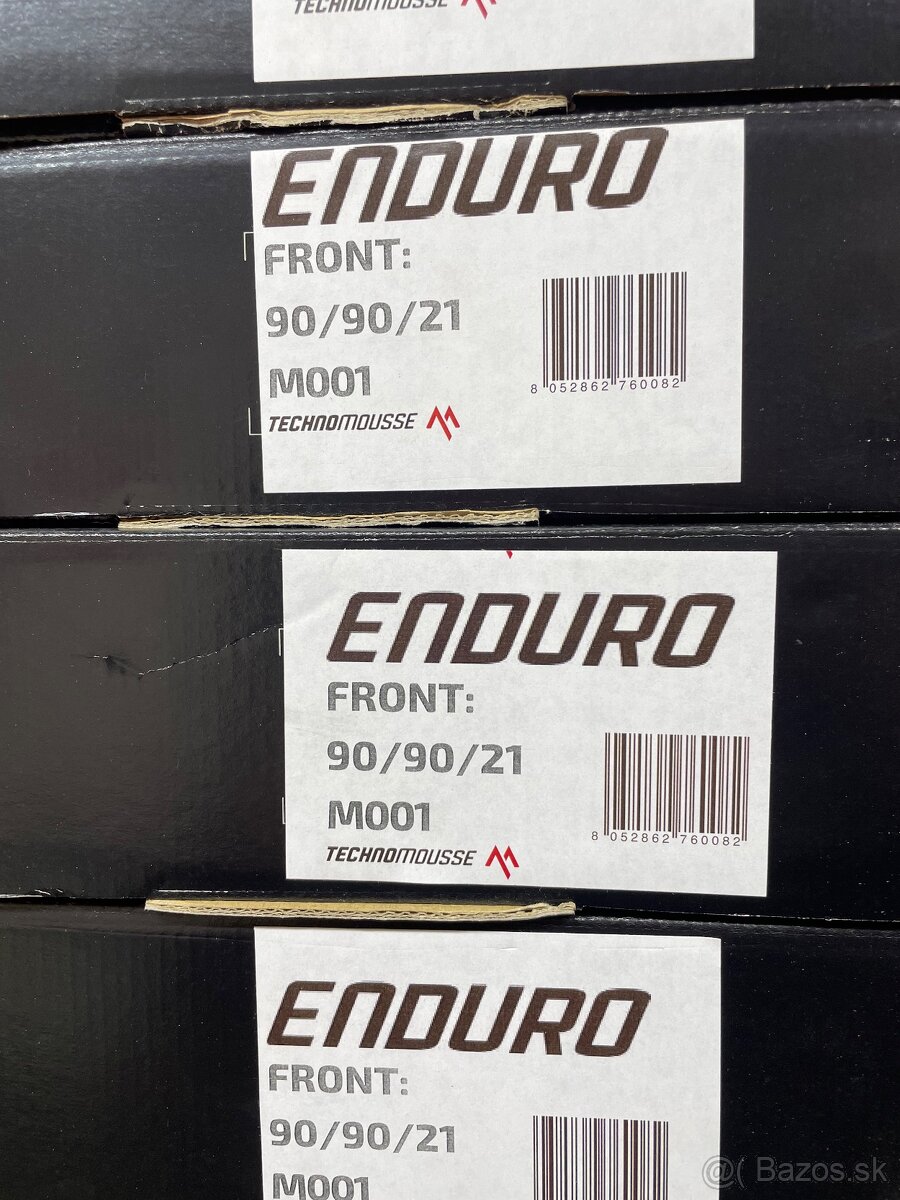 TECHNOMOUSSE
ENDURO
FRONT:
90/90/21
M001
8 052862 760082
TECHNOMOUSSE
ENDURO
FRONT:
90/90/21
M001
8 052862 760082
TECHNOMOUSSE
ENDURO
FRONT:
90/90/21
M001
@( Bazos.sk